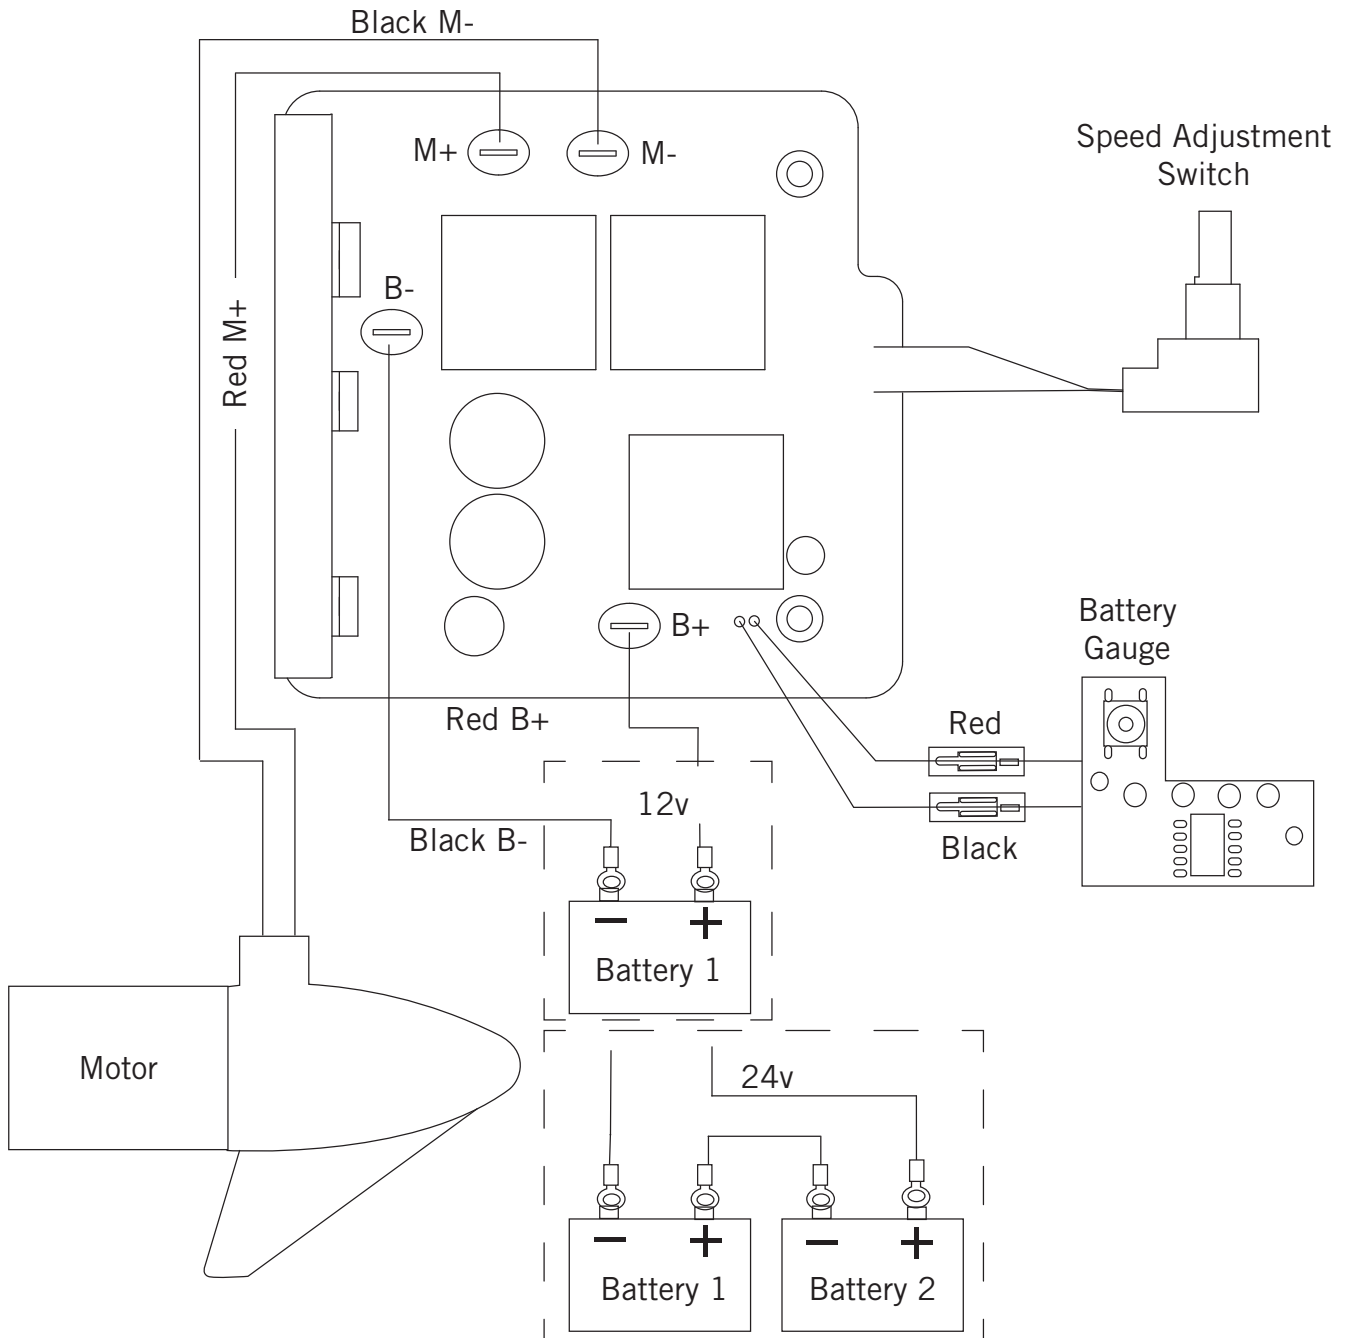 Black M-
M+
M-
Speed Adjustment
Switch
B-
Red M+
B+
Battery
Gauge
Red B+
Red
12v
Black B-
Black
Battery 1
Motor
24v
Battery 1
Battery 2